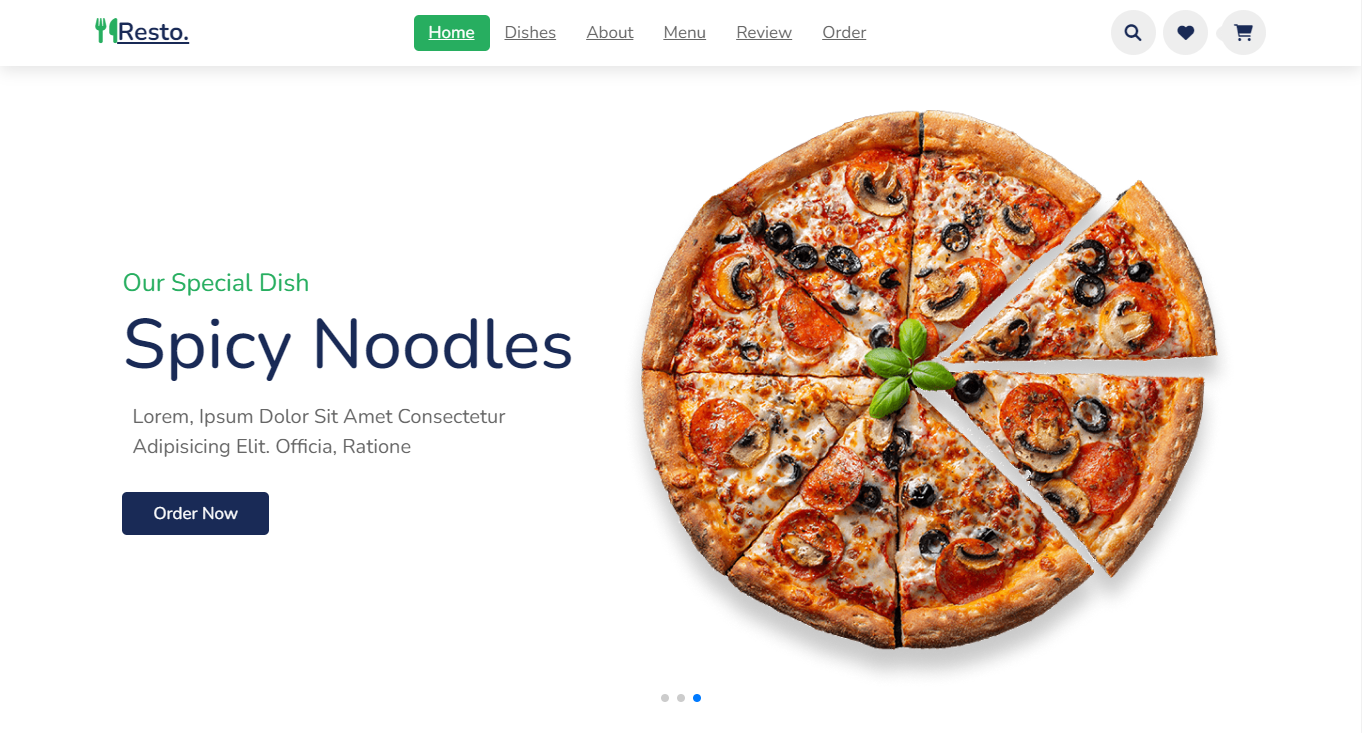 Resto.
Home Dishes About Menu Review Order
Our Special Dish
Spicy Noodles
Lorem, Ipsum Dolor Sit Amet Consectetur
Adipisicing Elit. Officia, Ratione
Order Now